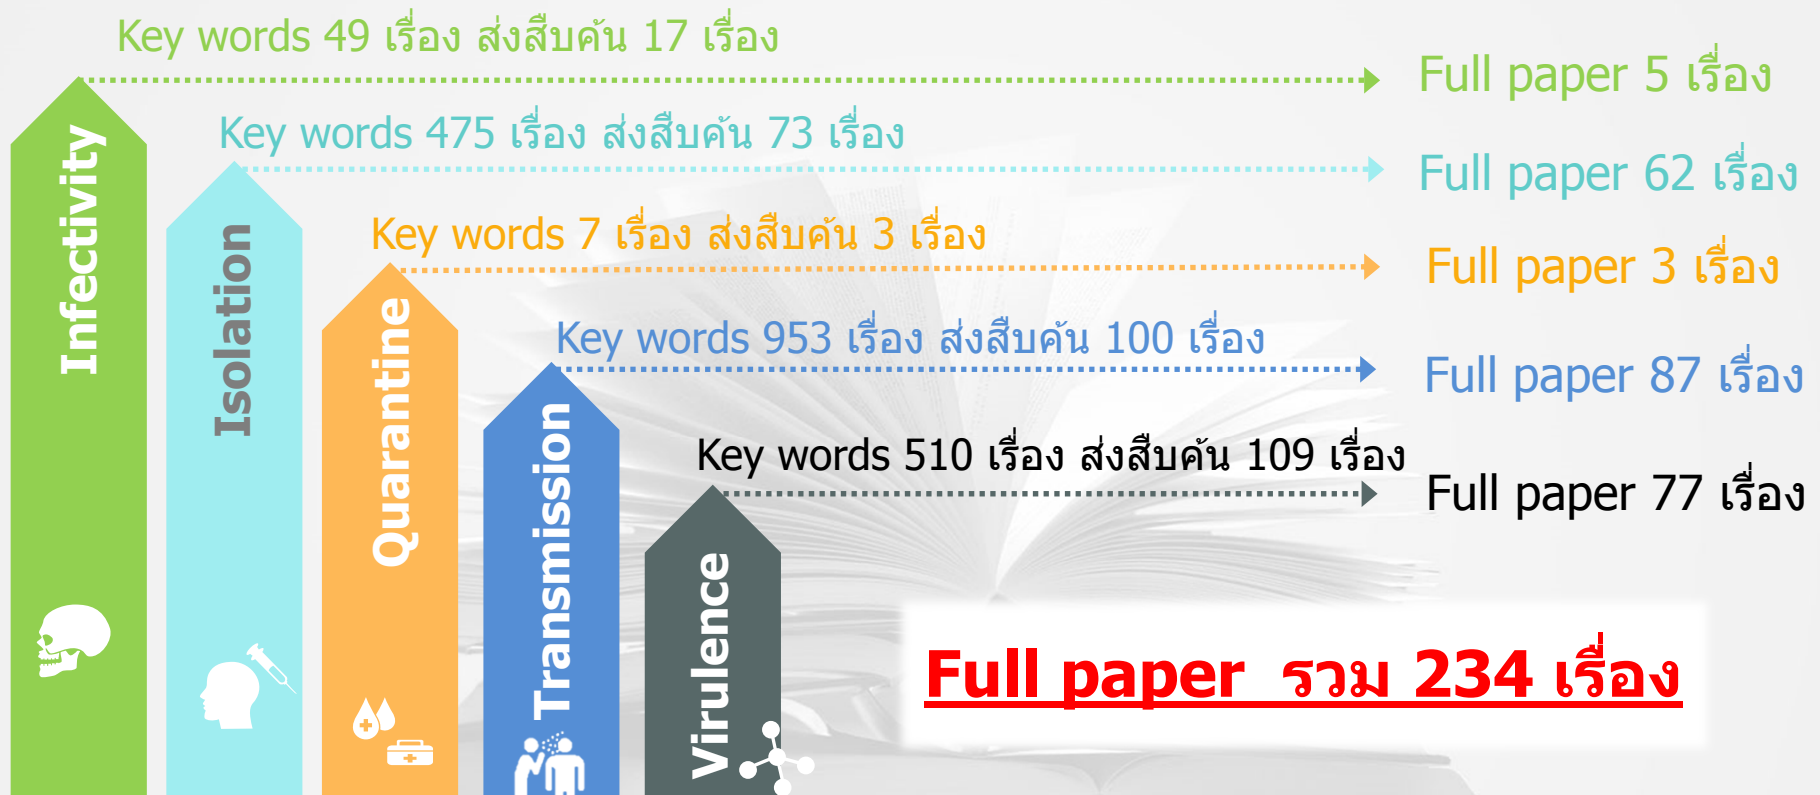 Key words 49 เรื่อง ส่งสืบค้น 17 เรื่อง
Full paper 5 เรื่อง
Infectivity
Key words 475 เรื่อง ส่งสืบค้น 73 เรื่อง
Full paper 62 เรื่อง
Isolation
Key words 7 เรื่อง ส่งสืบค้น 3 เรื่อง
Full paper 3 เรื่อง
Quarantine
Key words 953 เรื่อง ส่งสืบค้น 100 เรื่อง
Full paper 87 เรื่อง
Transmission
Key words 510 เรื่อง ส่งสืบค้น 109 เรื่อง
Full paper 77 เรื่อง
Virulence
Full paper รวม 234 เรื่อง